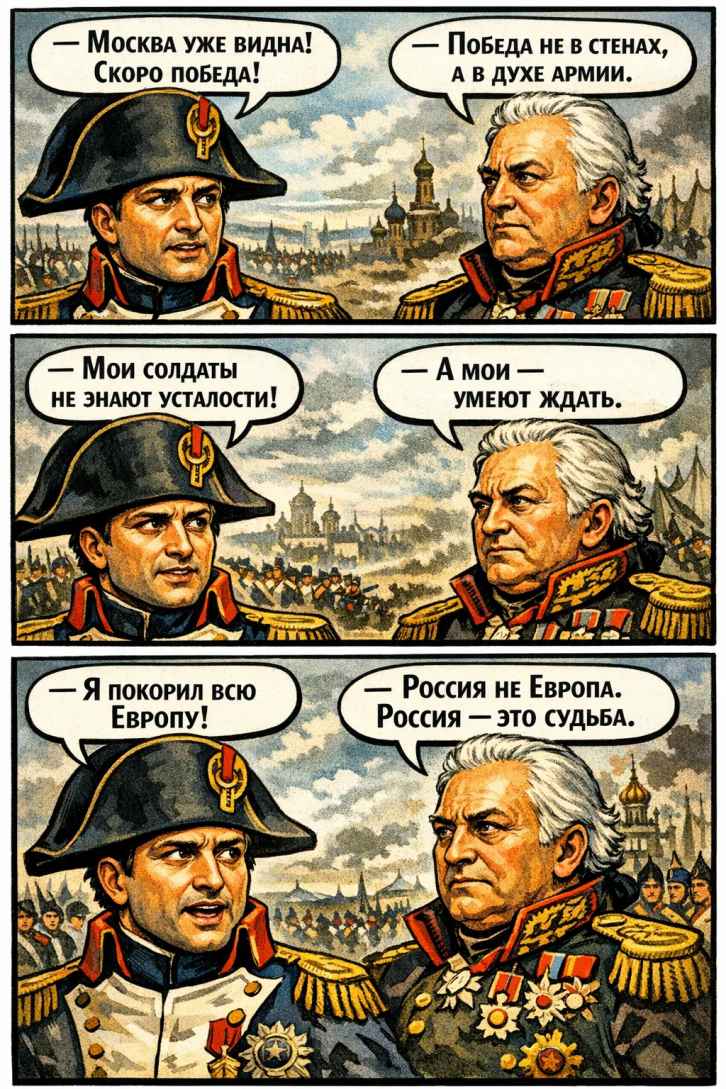 — Москва уже видна!
Скоро победа!
— Победа не в стенах,
а в духе армии.
— Мои солдаты
не знают усталости!
— А мои —
умеют ждать.
— Я покорил всю
Европу!
— Россия не Европа.
Россия — это судьба.